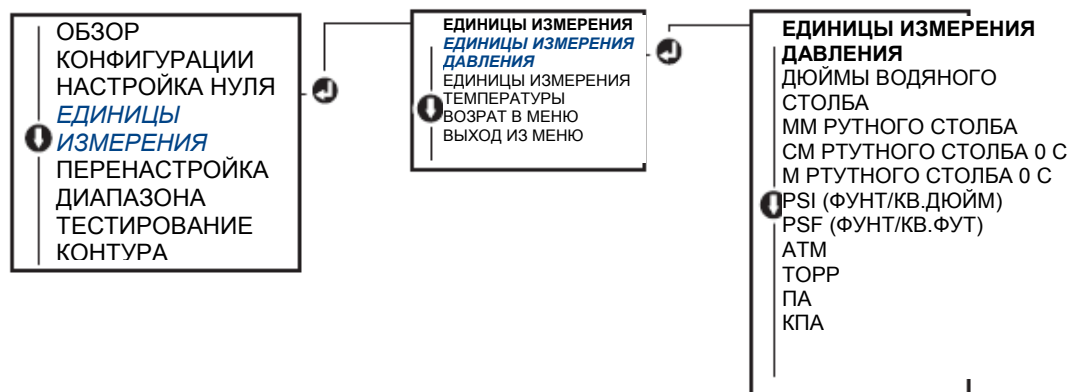 ОБЗОР
КОНФИГУРАЦИИ
НАСТРОЙКА НУЛЯ
ЕДИНИЦЫ
ИЗМЕРЕНИЯ
ПЕРЕНАСТРОЙКА
ДИАПАЗОНА
ТЕСТИРОВАНИЕ
КОНТУРА
ЕДИНИЦЫ ИЗМЕРЕНИЯ
ЕДИНИЦЫ ИЗМЕРЕНИЯ
ДАВЛЕНИЯ
ЕДИНИЦЫ ИЗМЕРЕНИЯ
ТЕМПЕРАТУРЫ
ВОЗРАТ В МЕНЮ
ВЫХОД ИЗ МЕНЮ
ЕДИНИЦЫ ИЗМЕРЕНИЯ
ДАВЛЕНИЯ
ДЮЙМЫ ВОДЯНОГО
СТОЛБА
ММ РУТНОГО СТОЛБА
СМ РТУТНОГО СТОЛБА 0 С
М РТУТНОГО СТОЛБА 0 С
PSI (ФУНТ/КВ.ДЮЙМ)
PSF (ФУНТ/КВ.ФУТ)
АТМ
ТОРР
ПА
КПА